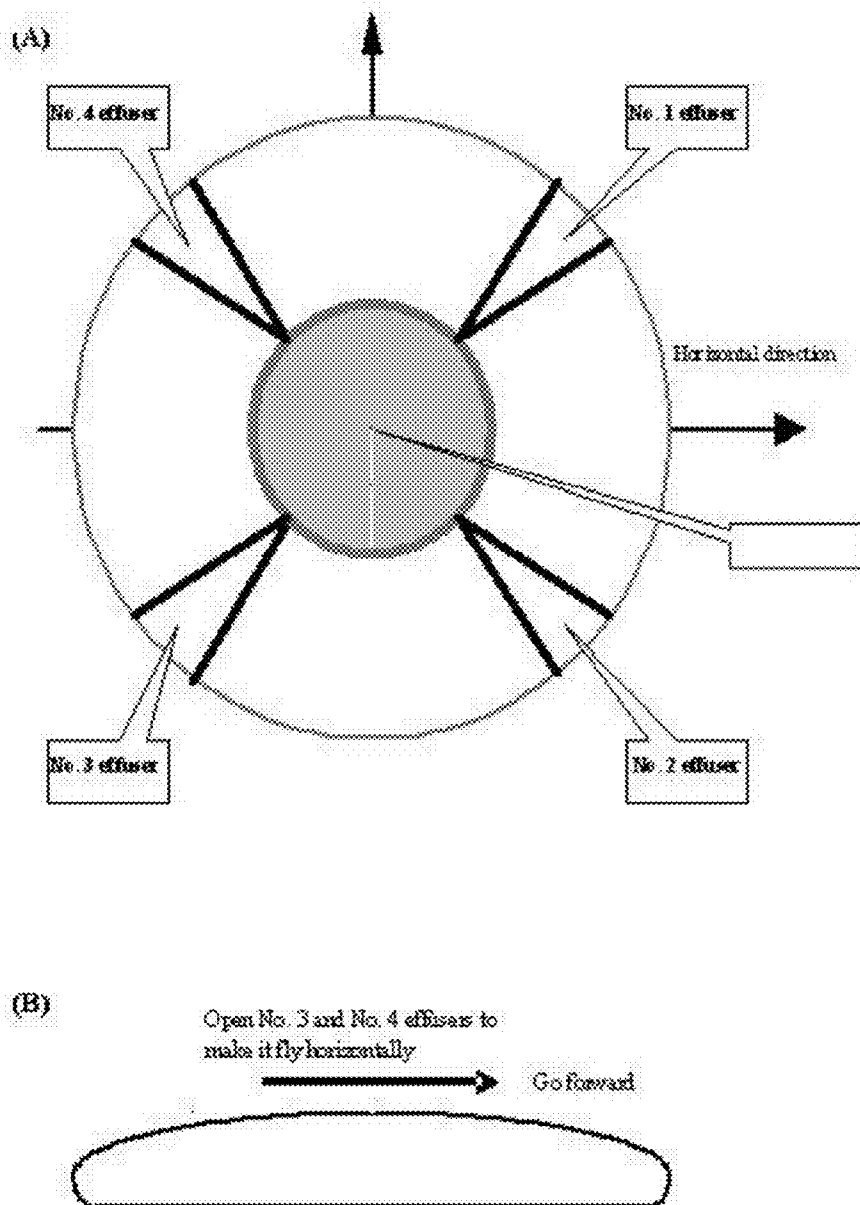 (A)
No. 4 effuser
No. 1 effuser
Horizontal direction
No. 3 effuser
No. 2 effuser
(B)
Open No. 3 and No. 4 effusers to
make it fly horizontally
Go forward